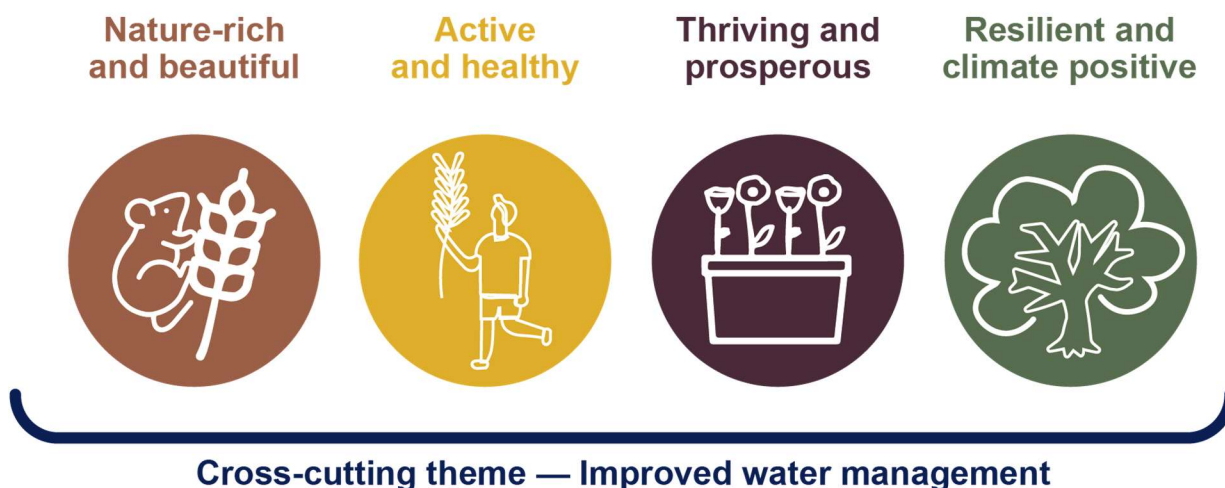 Nature-rich
and beautiful
Active
and healthy
Thriving and
prosperous
Resilient and
climate positive
Cross-cutting theme — Improved water management